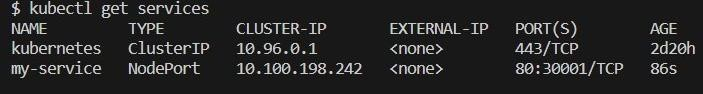 $ kubectl get services
NAME TYPE CLUSTER-IP EXTERNAL-IP PORT(S) AGE
kubernetes ClusterIP 10.96.0.1 <none> 443/TCP 2d20h
my-service NodePort 10.100.198.242 <none> 80:30001/TCP 86s